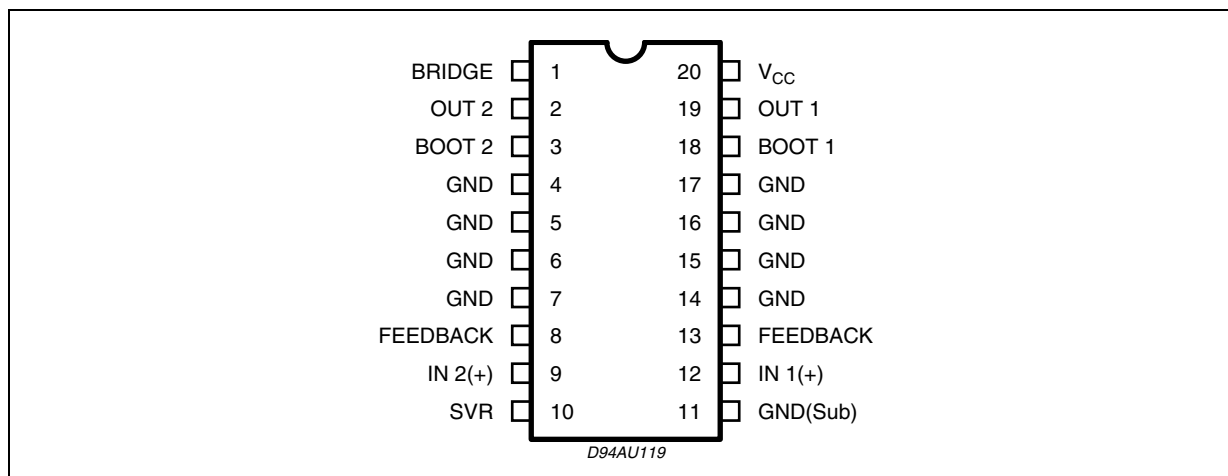 BRIDGE 1 20 VCC
OUT 2 2 19 OUT 1
BOOT 2 3 18 BOOT 1
GND 4 17 GND
GND 5 16 GND
GND 6 15 GND
GND 7 14 GND
FEEDBACK 8 13 FEEDBACK
IN 2(+) 9 12 IN 1(+)
SVR 10 11 GND(Sub)
D94AU119